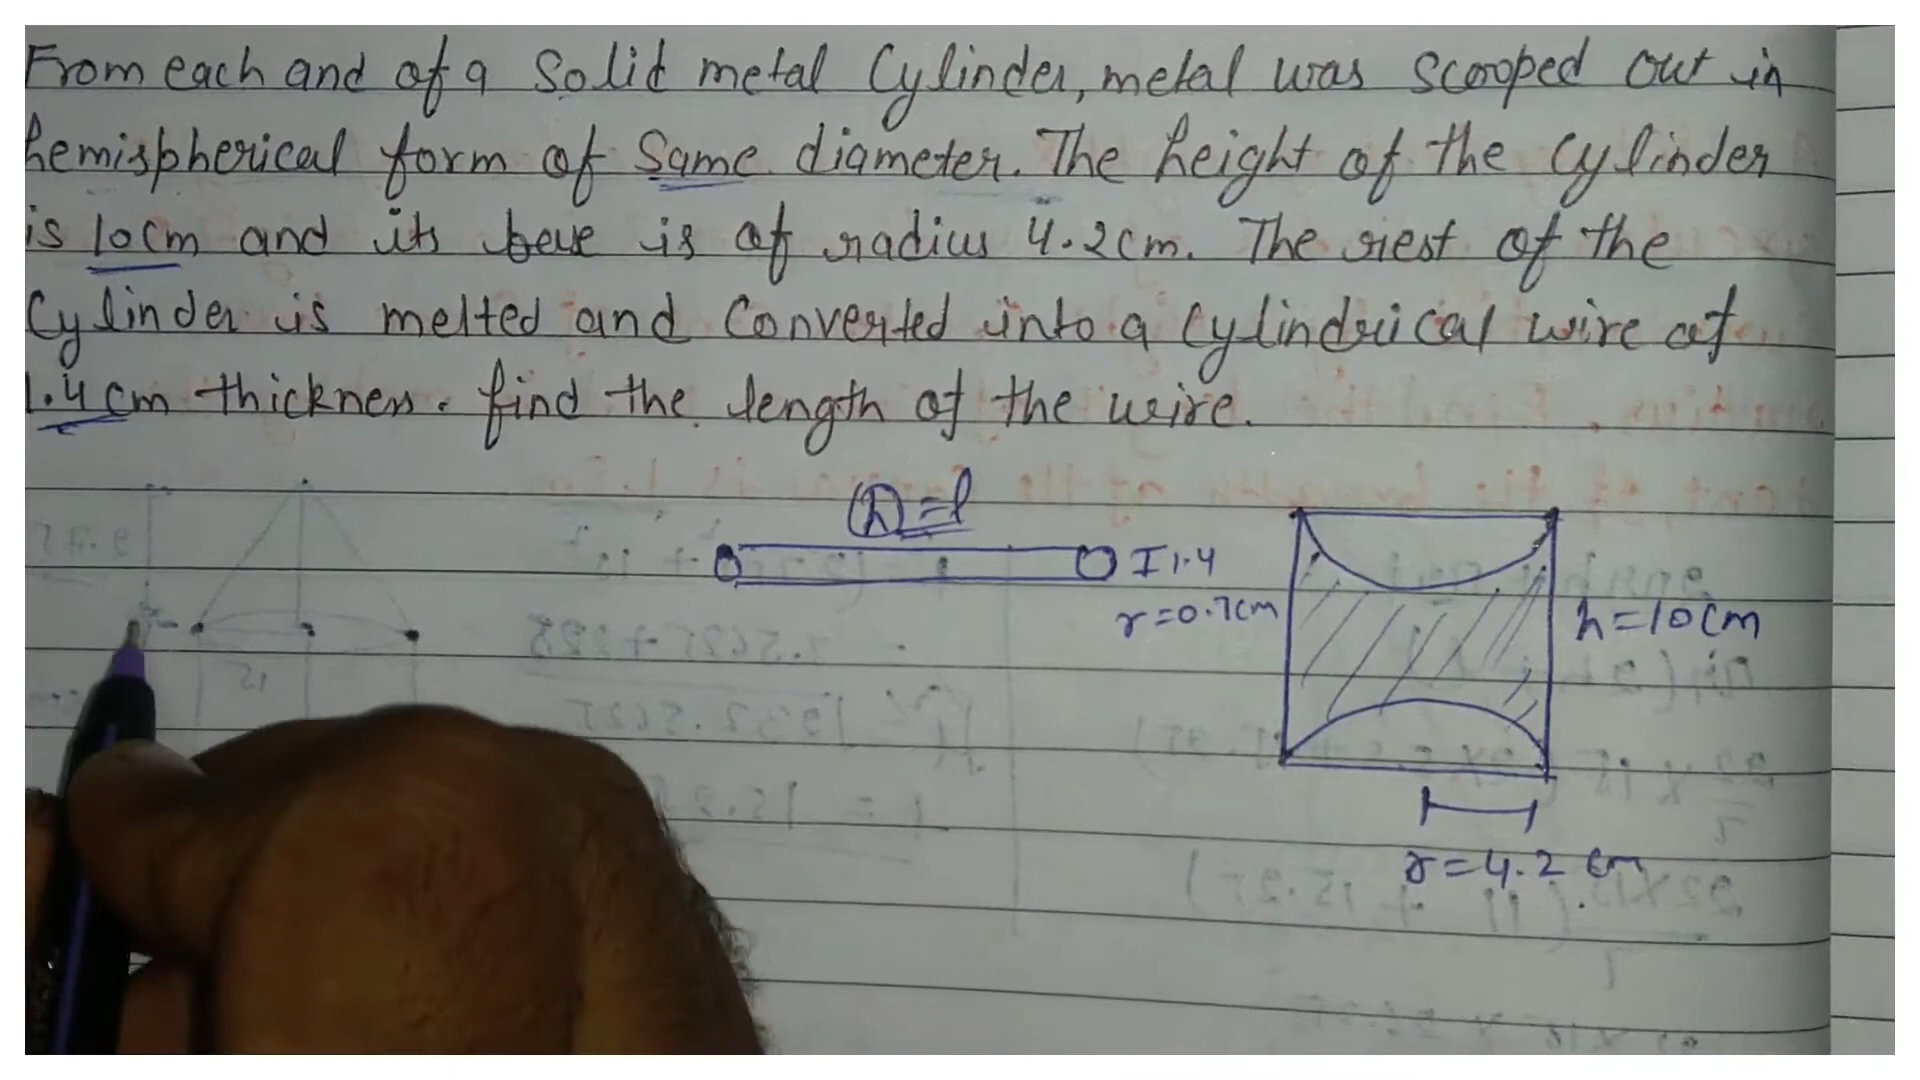 From each and of a Solid metal Cylinder, metal was scooped out in
hemispherical form of Same diameter. The height of the cylinder
is 10cm and its base is of radius 4.2cm. The rest of the
Cylinder is melted and Converted into a Cylindrical wire of
1.4cm thickness. find the length of the wire.
(h)=l
I 1.4
r=0.7cm
h=10cm
r=4.2 cm